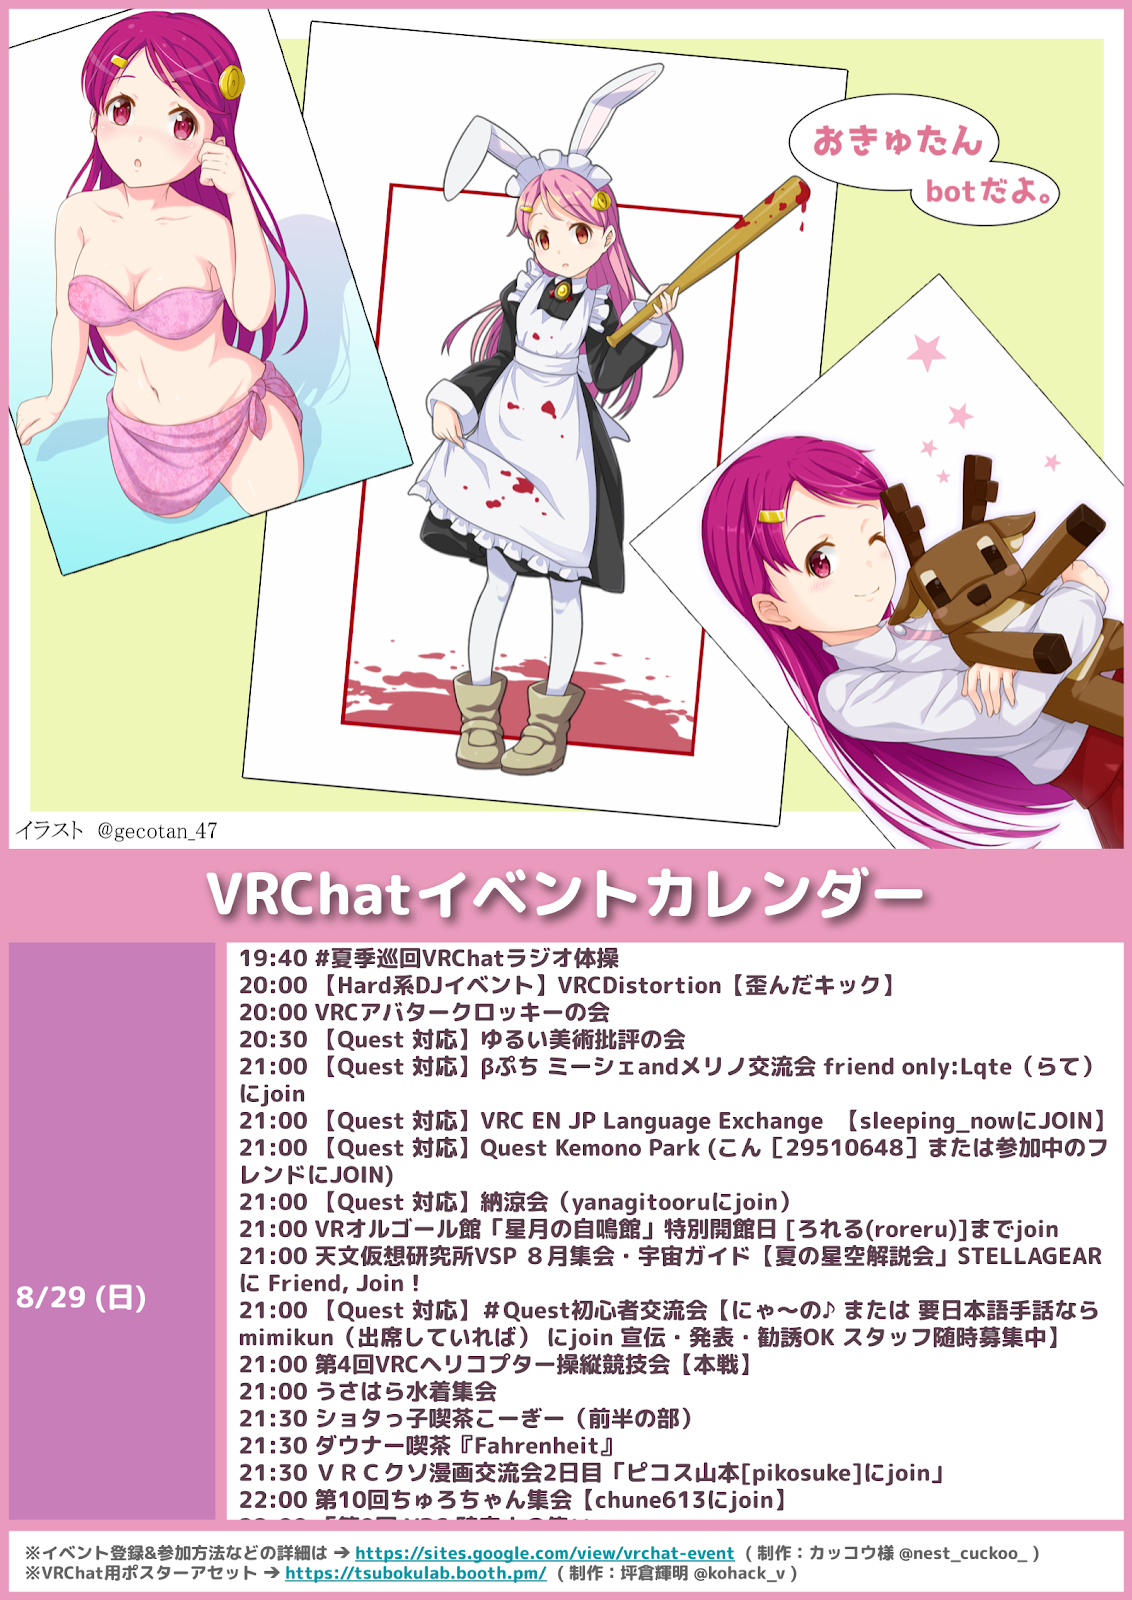 おきゅたん
botだよ。
イラスト @gecotan_47
VRChatイベントカレンダー
8/29 (日)
19:40 #夏季巡回VRChatラジオ体操
20:00 【Hard系DJイベント】VRCDistortion【歪んだキック】
20:00 VRCアバタークロッキーの会
20:30 【Quest 対応】ゆるい美術批評の会
21:00 【Quest 対応】βぷち ミーシェandメリノ交流会 friend only:Lqte（らて）
にjoin
21:00 【Quest 対応】VRC EN JP Language Exchange 【sleeping_nowにJOIN】
21:00 【Quest 対応】Quest Kemono Park (こん［29510648］または参加中のフ
レンドにJOIN)
21:00 【Quest 対応】納涼会（yanagitooruにjoin）
21:00 VRオルゴール館「星月の自鳴館」特別開館日 [ろれる(roreru)]までjoin
21:00 天文仮想研究所VSP ８月集会・宇宙ガイド【夏の星空解説会」STELLAGEAR
に Friend, Join !
21:00 【Quest 対応】＃Quest初心者交流会【にゃ～の♪ または 要日本語手話なら
mimikun（出席していれば） にjoin 宣伝・発表・勧誘OK スタッフ随時募集中】
21:00 第4回VRCヘリコプター操縦競技会【本戦】
21:00 うさはら水着集会
21:30 ショタっ子喫茶こーぎー（前半の部）
21:30 ダウナー喫茶『Fahrenheit』
21:30 ＶＲＣクソ漫画交流会2日目「ピコス山本[pikosuke]にjoin」
22:00 第10回ちゅろちゃん集会【chune613にjoin】
※イベント登録&参加方法などの詳細は → https://sites.google.com/view/vrchat-event ( 制作：カッコウ様 @nest_cuckoo_ )
※VRChat用ポスターアセット → https://tsubokulab.booth.pm/ ( 制作：坪倉輝明 @kohack_v )